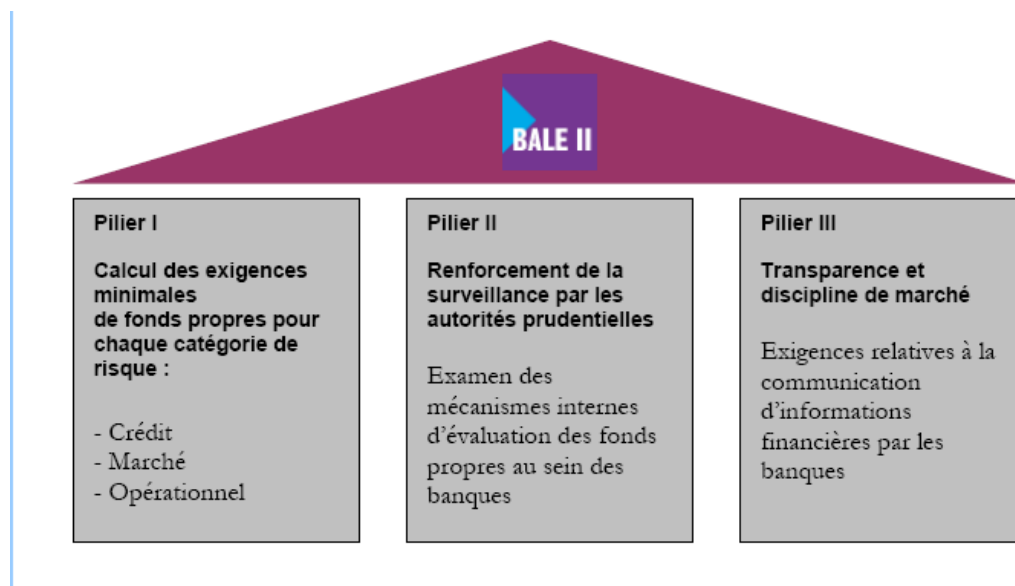 BALE II
Pilier I
Calcul des exigences
minimales
de fonds propres pour
chaque catégorie de
risque :
- Crédit
- Marché
- Opérationnel
Pilier II
Renforcement de la
surveillance par les
autorités prudentielles
Examen des
mécanismes internes
d'évaluation des fonds
propres au sein des
banques
Pilier III
Transparence et
discipline de marché
Exigences relatives à la
communication
d'informations
financières par les
banques